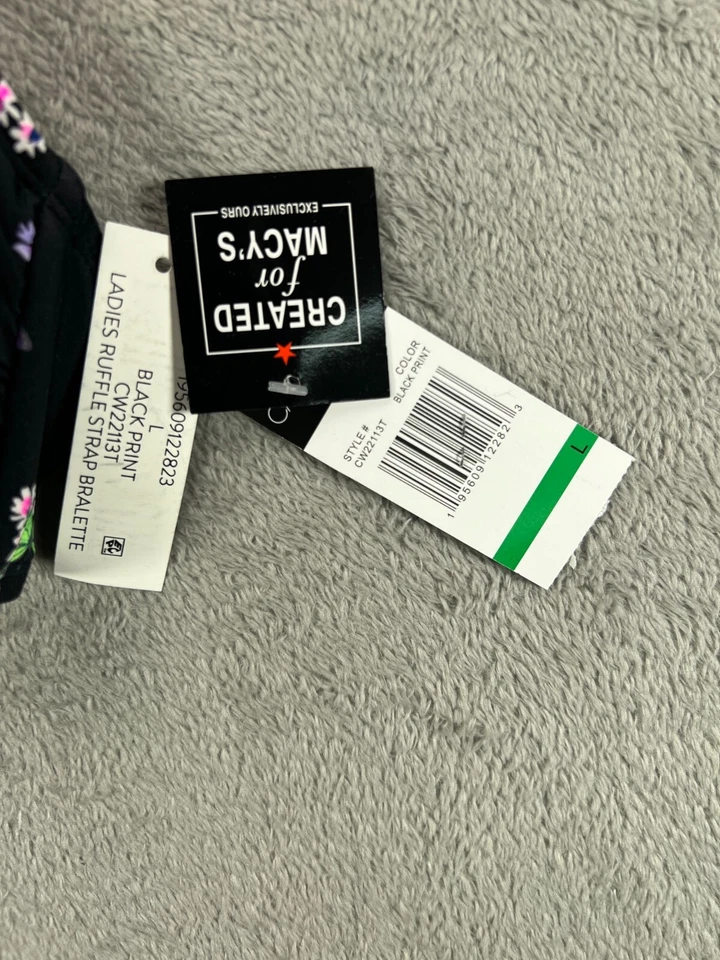 CREATED
for
MACY'S
EXCLUSIVELY OURS
195609122823
L
BLACK PRINT
CW22113T
LADIES RUFFLE STRAP BRALETTE
COLOR
BLACK PRINT
STYLE #
CW22113T
1 95609 12282 3
L